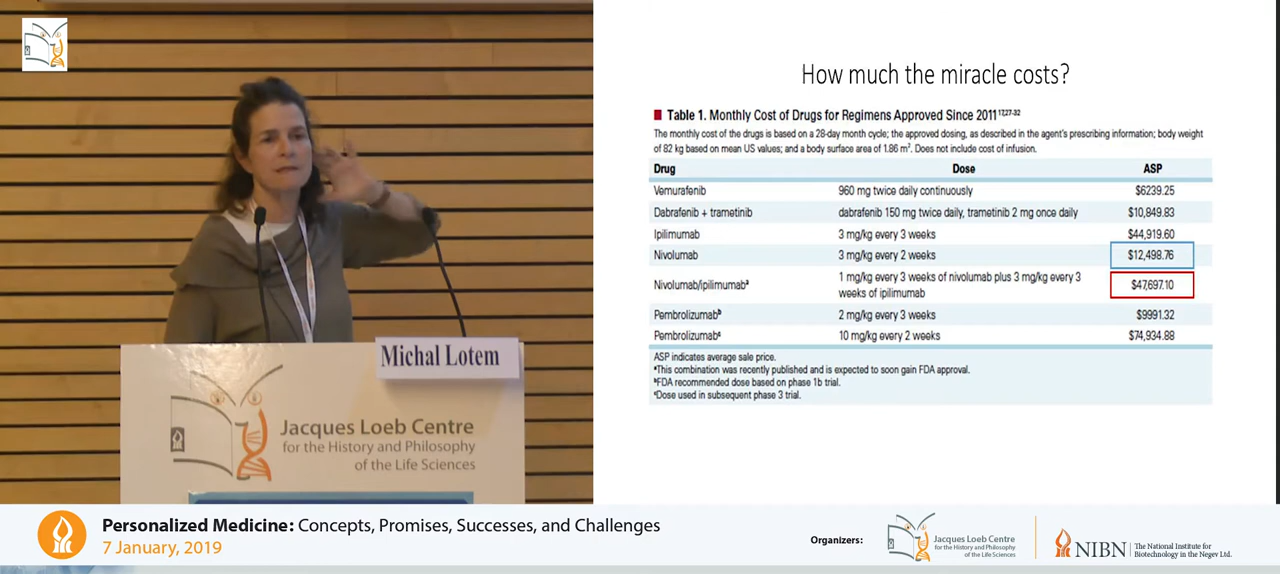 How much the miracle costs?
Table 1. Monthly Cost of Drugs for Regimens Approved Since 2011 17,27-32
The monthly cost of the drugs is based on a 28-day month cycle; the approved dosing, as described in the agent's prescribing information; body weight
of 82 kg based on mean US values; and a body surface area of 1.86 m². Does not include cost of infusion.
Drug Dose ASP
Vemurafenib 960 mg twice daily continuously $6239.25
Dabrafenib + trametinib dabrafenib 150 mg twice daily, trametinib 2 mg once daily $10,849.83
Ipilimumab 3 mg/kg every 3 weeks $44,919.60
Nivolumab 3 mg/kg every 2 weeks $12,498.76
Nivolumab/ipilimumabᵃ 1 mg/kg every 3 weeks of nivolumab plus 3 mg/kg every 3
weeks of ipilimumab $47,697.10
Pembrolizumabᵇ 2 mg/kg every 3 weeks $9991.32
Pembrolizumabᶜ 10 mg/kg every 2 weeks $74,934.88
ASP indicates average sale price.
ᵃThis combination was recently published and is expected to soon gain FDA approval.
ᵇFDA recommended dose based on phase 1b trial.
ᶜDose used in subsequent phase 3 trial.
Michal Lotem
Jacques Loeb Centre
for the History and Philosophy
of the Life Sciences
Personalized Medicine: Concepts, Promises, Successes, and Challenges
7 January, 2019
Organizers:
Jacques Loeb Centre
for the History and Philosophy
of the Life Sciences
NIBN
The National Institute for
Biotechnology in the Negev Ltd.